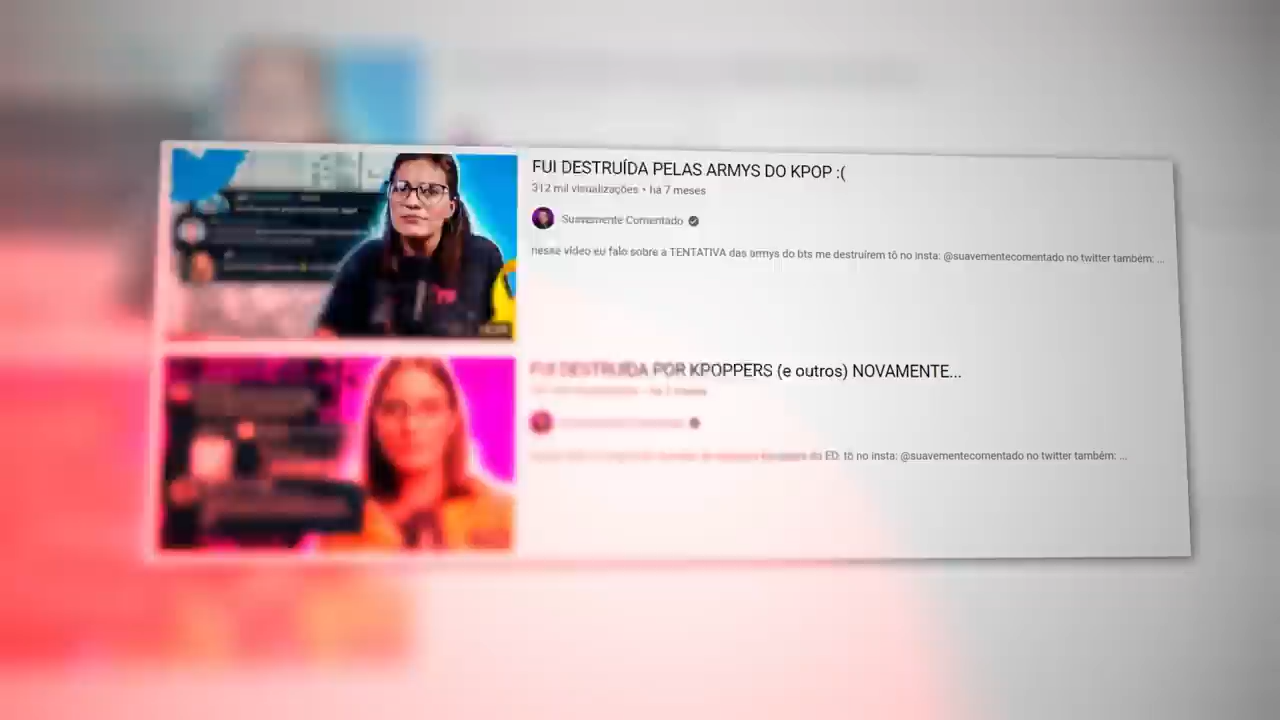 FUI DESTRUÍDA PELAS ARMYS DO KPOP :(
312 mil visualizações • há 7 meses
Suavemente Comentado
nesse vídeo eu falo sobre a TENTATIVA das armys do bts me destruírem tô no insta: @suavementecomentado no twitter também: ...
FUI DESTRUÍDA POR KPOPPERS (e outros) NOVAMENTE...
do ED. tô no insta: @suavementecomentado no twitter também: ...